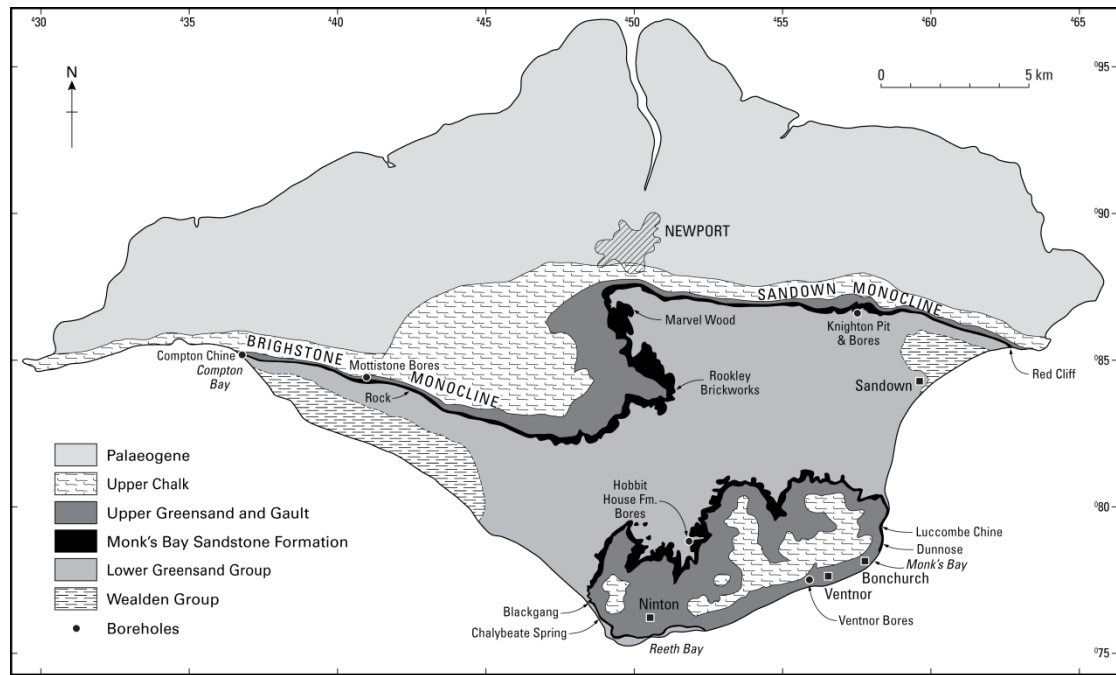 ⁴30
⁴35
⁴40
⁴45
⁴50
⁴55
⁴60
⁴65
⁰95
N
0
5 km
⁰90
NEWPORT
SANDOWN MONOCLINE
Marvel Wood
Knighton Pit
& Bores
Red Cliff
BRIGHSTONE MONOCLINE
Compton Chine
Compton
Bay
Mottistone Bores
Rock
⁰85
Rookley
Brickworks
Sandown
Palaeogene
Upper Chalk
Upper Greensand and Gault
Monk's Bay Sandstone Formation
Lower Greensand Group
Wealden Group
Boreholes
Hobbit
House Fm.
Bores
⁰80
Luccombe Chine
Dunnose
Monk's Bay
Bonchurch
Ventnor
Ventnor Bores
Blackgang
Chalybeate Spring
Ninton
Reeth Bay
⁰75